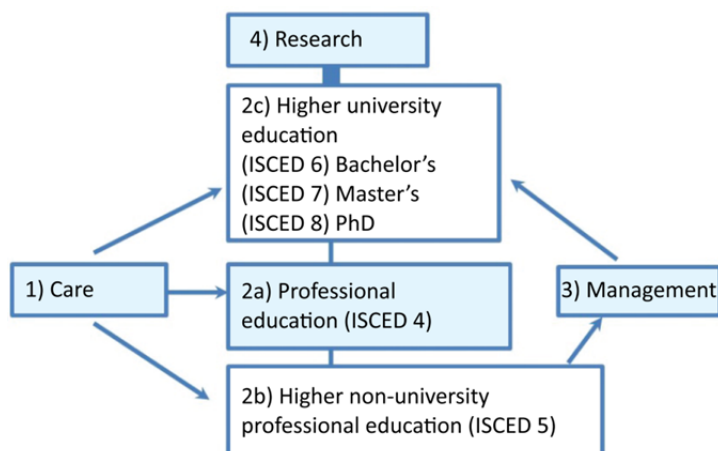 4) Research
2c) Higher university
education
(ISCED 6) Bachelor’s
(ISCED 7) Master’s
(ISCED 8) PhD
1) Care
2a) Professional
education (ISCED 4)
3) Management
2b) Higher non-university
professional education (ISCED 5)